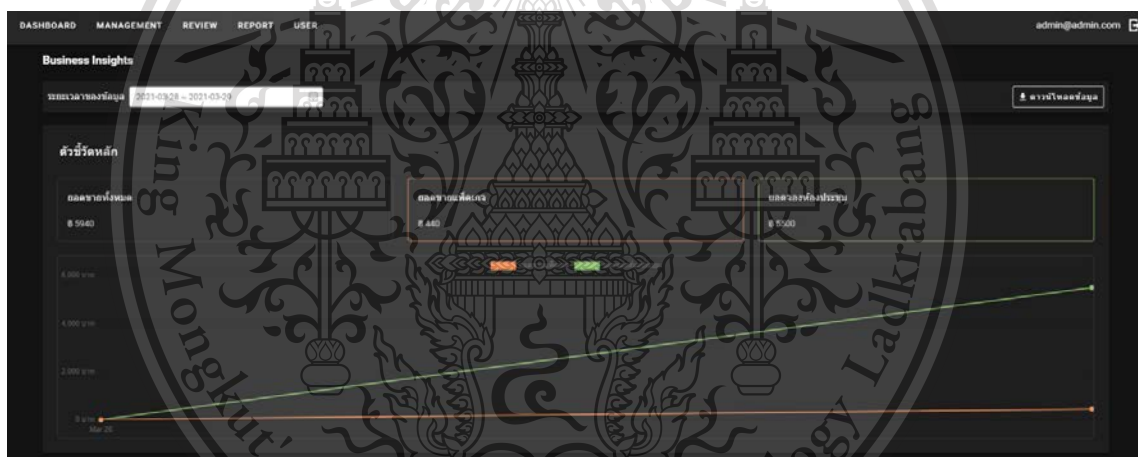 DASHBOARD MANAGEMENT REVIEW REPORT USER admin@admin.com
Business Insights
ระยะเวลาของข้อมูล 2021-03-28 ~ 2021-03-29 ดาวน์โหลดข้อมูล
ตัวชี้วัดหลัก
ยอดขายทั้งหมด ยอดขายแพ็คเกจ ยอดจองห้องประชุม
฿ 5940 ฿ 440 ฿ 5500
6,000 บาท
4,000 บาท
2,000 บาท
0 บาท
King Mongkut's Ladkrabang